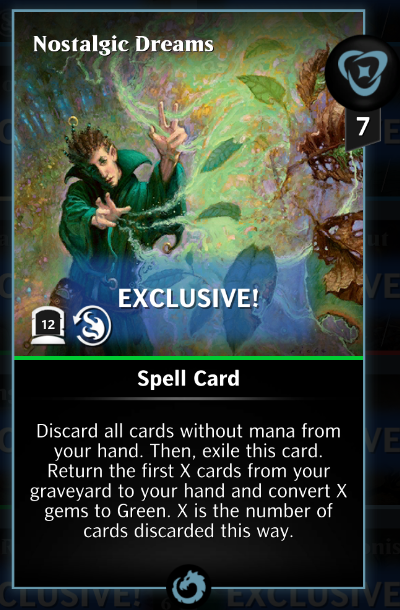 Nostalgic Dreams
7
EXCLUSIVE!
12
Spell Card
Discard all cards without mana from
your hand. Then, exile this card.
Return the first X cards from your
graveyard to your hand and convert X
gems to Green. X is the number of
cards discarded this way.